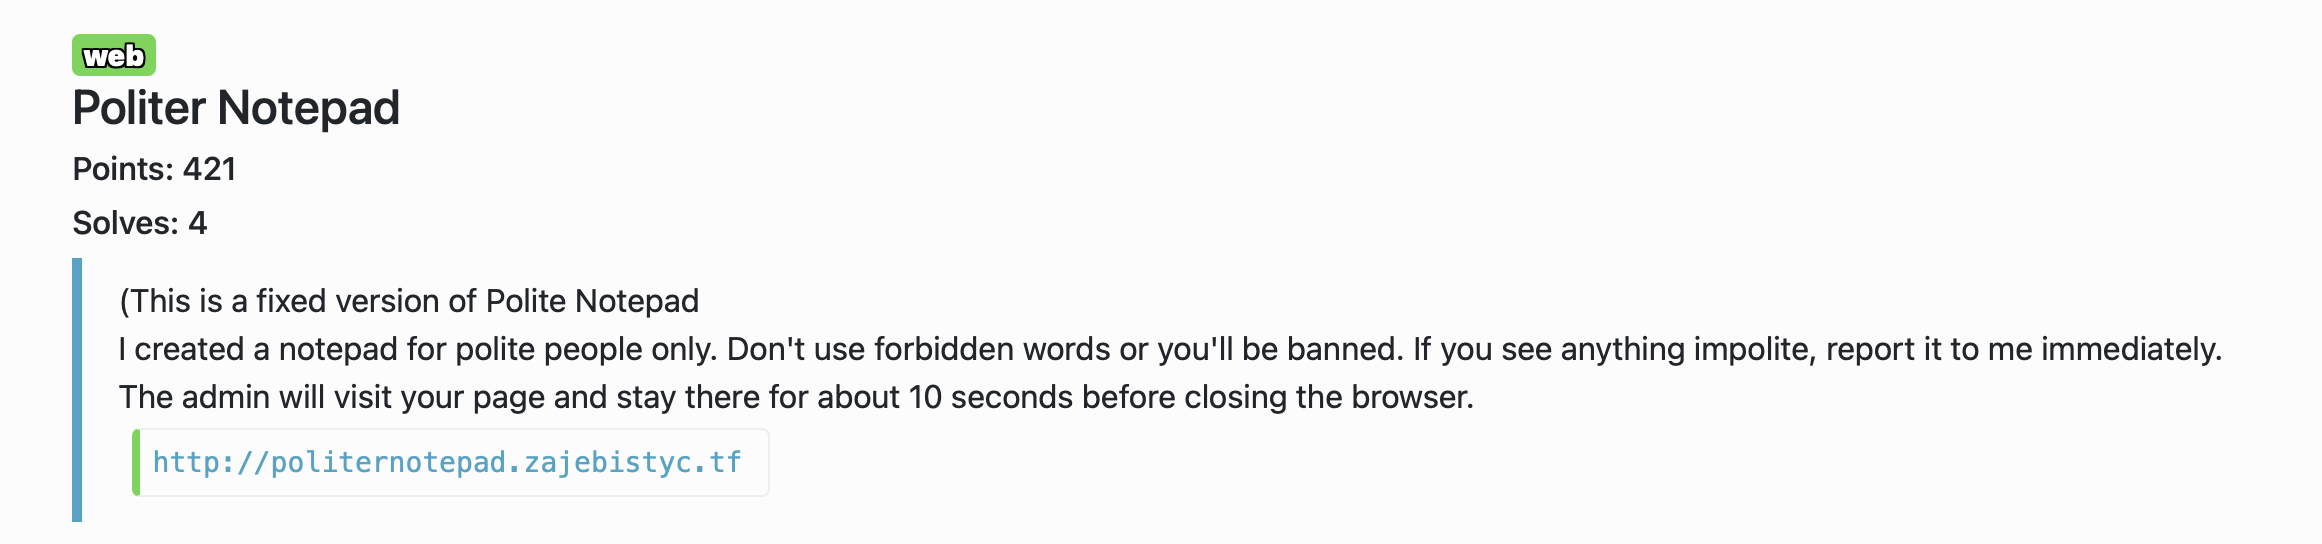 web
Politer Notepad
Points: 421
Solves: 4
(This is a fixed version of Polite Notepad
I created a notepad for polite people only. Don't use forbidden words or you'll be banned. If you see anything impolite, report it to me immediately.
The admin will visit your page and stay there for about 10 seconds before closing the browser.
http://politernotepad.zajebistyc.tf